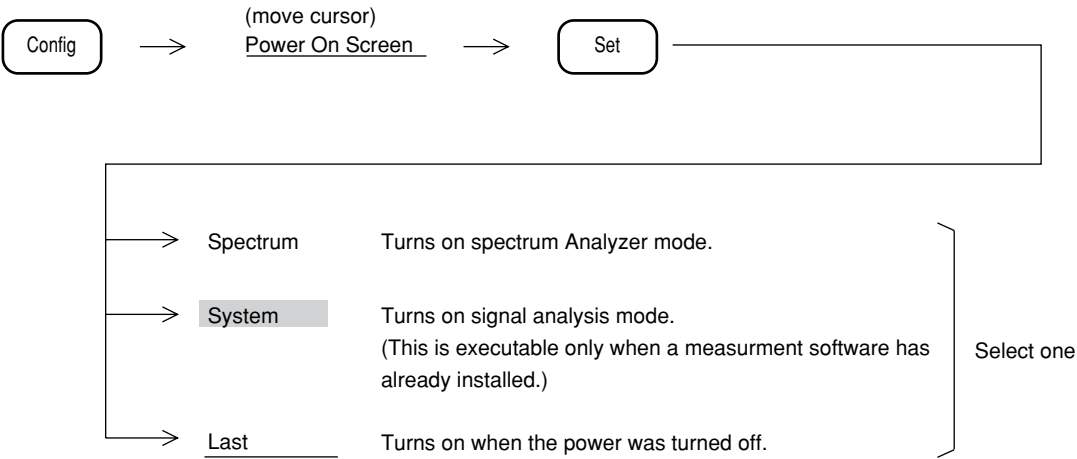 (move cursor)
Config
Power On Screen
Set
Spectrum Turns on spectrum Analyzer mode.
System Turns on signal analysis mode.
(This is executable only when a measurment software has
already installed.)
Select one
Last Turns on when the power was turned off.